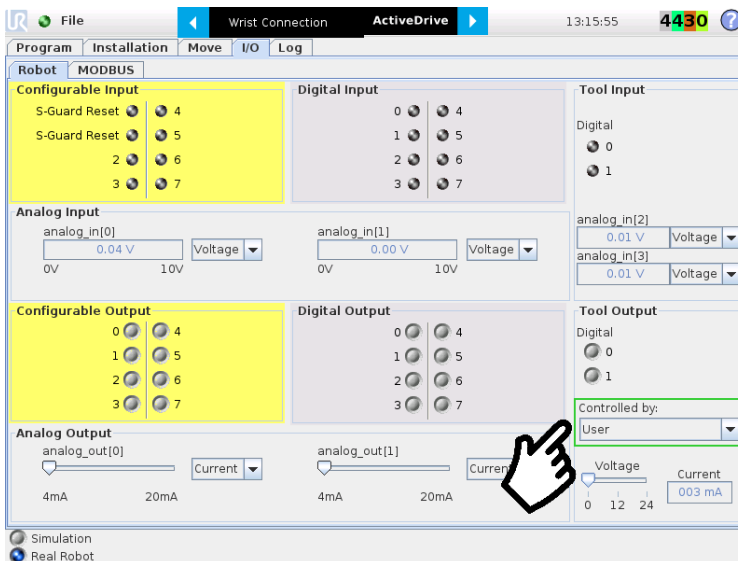 UR File Wrist Connection ActiveDrive 13:15:55 4430 ?
Program Installation Move I/O Log
Robot MODBUS
Configurable Input
S-Guard Reset 4
S-Guard Reset 5
2 6
3 7
Digital Input
0 4
1 5
2 6
3 7
Tool Input
Digital
0
1
Analog Input
analog_in[0]
0.04 V Voltage
0V 10V
analog_in[1]
0.00 V Voltage
0V 10V
analog_in[2]
0.01 V Voltage
analog_in[3]
0.01 V Voltage
Configurable Output
0 4
1 5
2 6
3 7
Digital Output
0 4
1 5
2 6
3 7
Tool Output
Digital
0
1
Controlled by:
User
Analog Output
analog_out[0]
Current
4mA 20mA
analog_out[1]
4mA 20mA
Voltage
0 12 24
Current
003 mA
Simulation
Real Robot